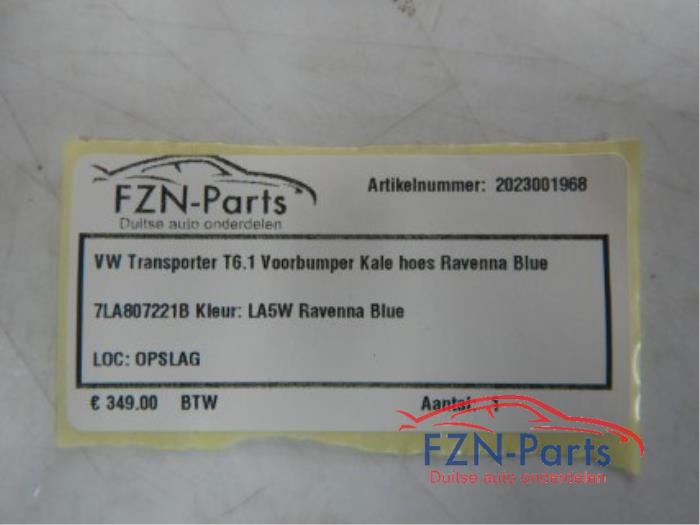 FZN-Parts
Duitse auto onderdelen
Artikelnummer: 2023001968
VW Transporter T6.1 Voorbumper Kale hoes Ravenna Blue
7LA807221B Kleur: LA5W Ravenna Blue
LOC: OPSLAG
€ 349.00 BTW
Aantal: 1
FZN-Parts
Duitse auto onderdelen